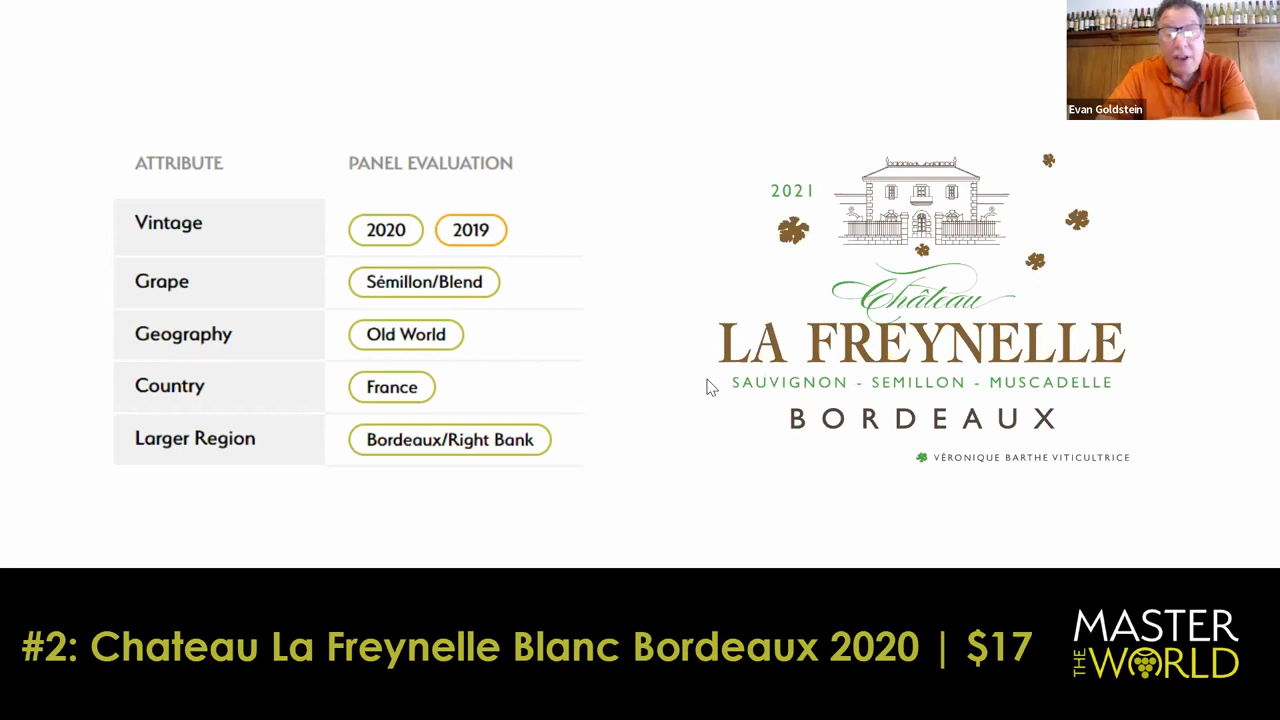 Evan Goldstein
ATTRIBUTE PANEL EVALUATION
Vintage 2020 2019
Grape Sémillon/Blend
Geography Old World
Country France
Larger Region Bordeaux/Right Bank
2021
Château
LA FREYNELLE
SAUVIGNON - SEMILLON - MUSCADELLE
BORDEAUX
VÉRONIQUE BARTHE VITICULTRICE
#2: Chateau La Freynelle Blanc Bordeaux 2020 | $17
MASTER
THE WORLD